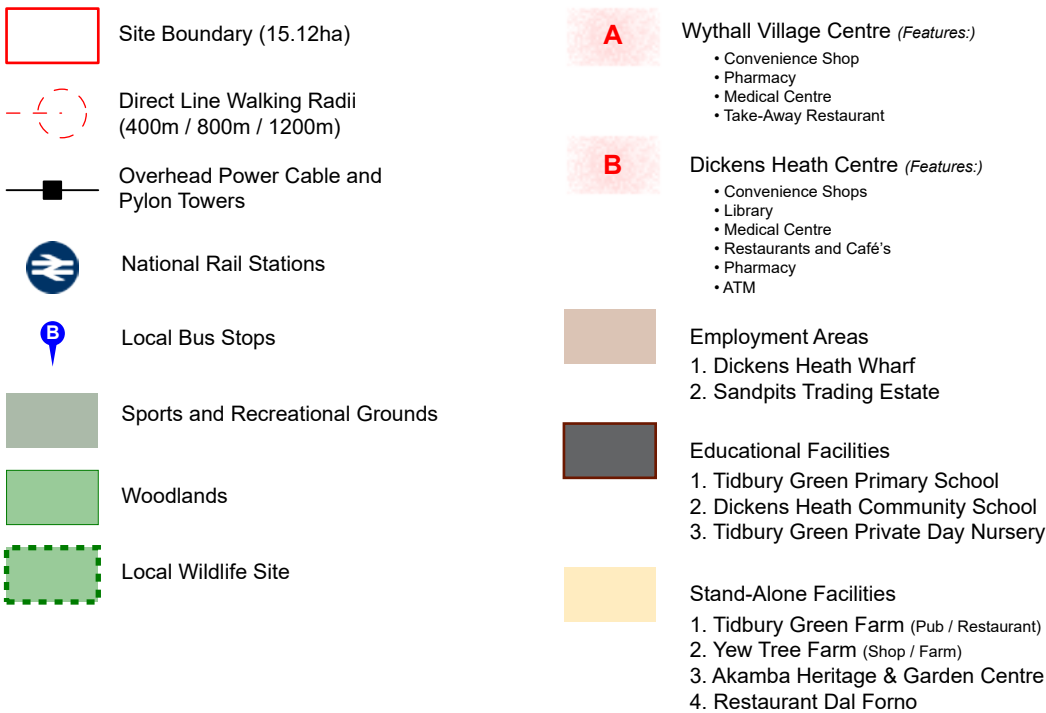 Site Boundary (15.12ha)
Direct Line Walking Radii
(400m / 800m / 1200m)
Overhead Power Cable and
Pylon Towers
National Rail Stations
B
Local Bus Stops
Sports and Recreational Grounds
Woodlands
Local Wildlife Site
A
Wythall Village Centre (Features:)
• Convenience Shop
• Pharmacy
• Medical Centre
• Take-Away Restaurant
B
Dickens Heath Centre (Features:)
• Convenience Shops
• Library
• Medical Centre
• Restaurants and Café's
• Pharmacy
• ATM
Employment Areas
1. Dickens Heath Wharf
2. Sandpits Trading Estate
Educational Facilities
1. Tidbury Green Primary School
2. Dickens Heath Community School
3. Tidbury Green Private Day Nursery
Stand-Alone Facilities
1. Tidbury Green Farm (Pub / Restaurant)
2. Yew Tree Farm (Shop / Farm)
3. Akamba Heritage & Garden Centre
4. Restaurant Dal Forno